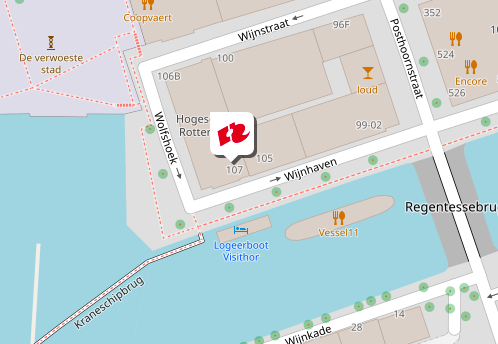 Coopvaert
Wijnstraat
96F
352
De verwoeste
stad
100
106B
Posthoornstraat
524
Encore
526
loud
Hoges
Rotter
99-02
Wolfshoek
105
107
Wijnhaven
Regentessebru
Vessel11
Logeerboot
Visithor
Kraneschipbrug
Wijnkade
28
14